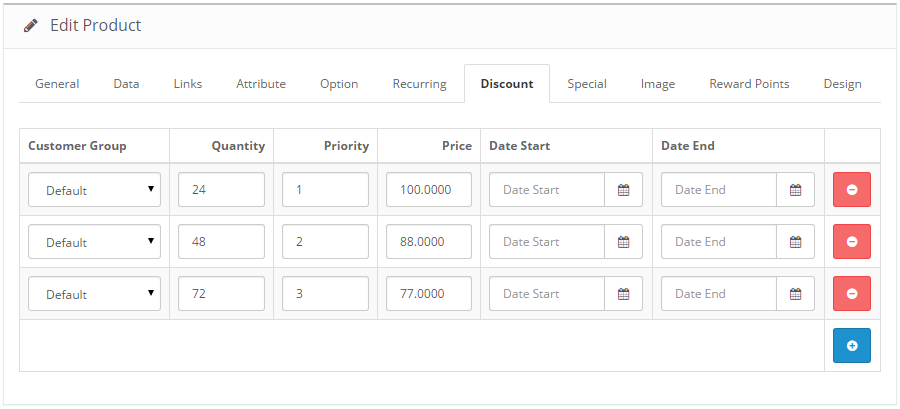 Edit Product
General Data Links Attribute Option Recurring Discount Special Image Reward Points Design
Customer Group Quantity Priority Price Date Start Date End
Default 24 1 100.0000 Date Start Date End
Default 48 2 88.0000 Date Start Date End
Default 72 3 77.0000 Date Start Date End